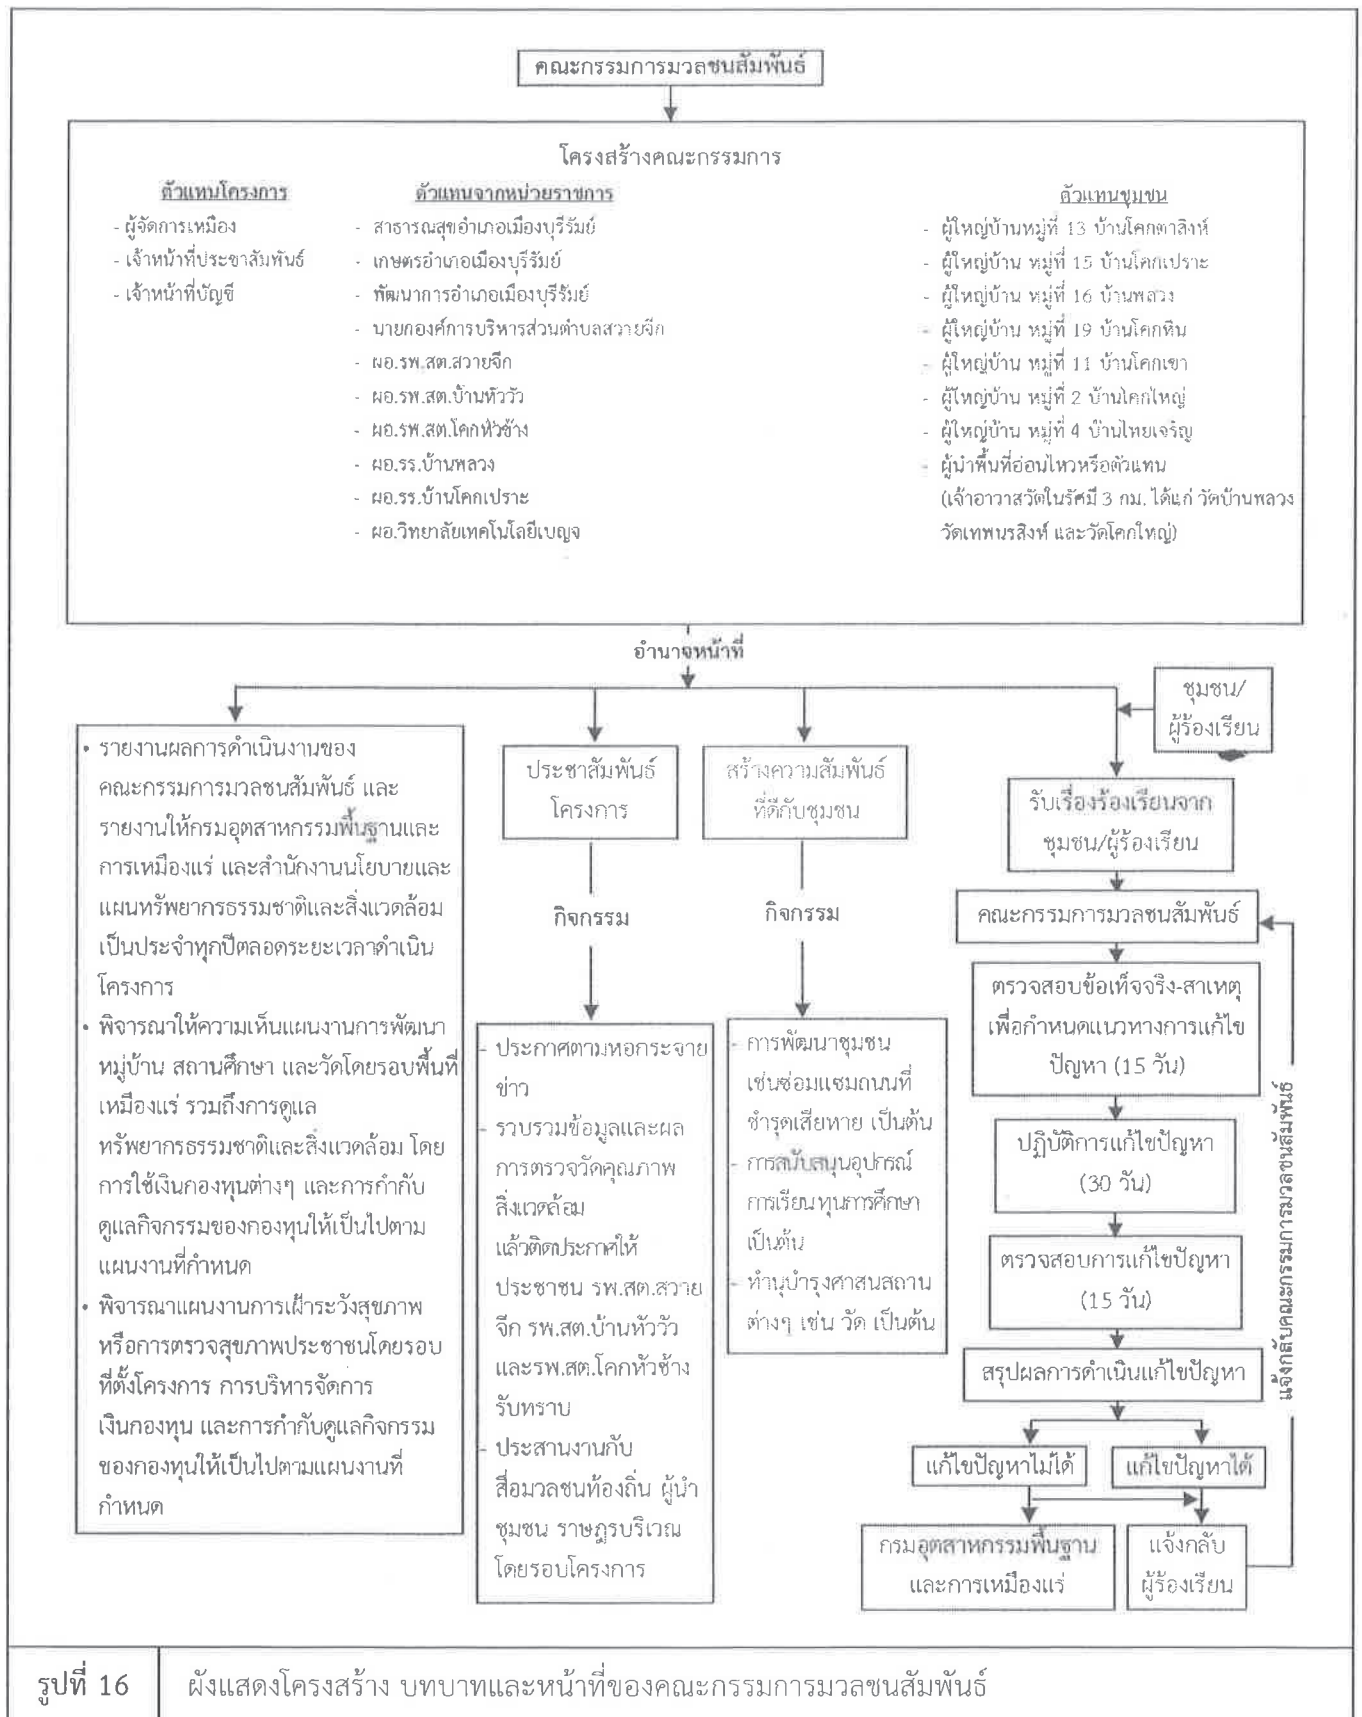 คณะกรรมการมวลชนสัมพันธ์
โครงสร้างคณะกรรมการ
ตัวแทนโครงการ
- ผู้จัดการเหมือง
- เจ้าหน้าที่ประชาสัมพันธ์
- เจ้าหน้าที่บัญชี
ตัวแทนจากหน่วยราชการ
- สาธารณสุขอำเภอเมืองบุรีรัมย์
- เกษตรอำเภอเมืองบุรีรัมย์
- พัฒนาการอำเภอเมืองบุรีรัมย์
- นายกองค์การบริหารส่วนตำบลสวายจีก
- ผอ.รพ.สต.สวายจีก
- ผอ.รพ.สต.บ้านหัววัว
- ผอ.รพ.สต.โคกหัวช้าง
- ผอ.รร.บ้านพลวง
- ผอ.รร.บ้านโคกเปราะ
- ผอ.วิทยาลัยเทคโนโลยีเบญจ
ตัวแทนชุมชน
- ผู้ใหญ่บ้านหมู่ที่ 13 บ้านโคกตาสิงห์
- ผู้ใหญ่บ้าน หมู่ที่ 15 บ้านโคกเปราะ
- ผู้ใหญ่บ้าน หมู่ที่ 16 บ้านพลวง
- ผู้ใหญ่บ้าน หมู่ที่ 19 บ้านโคกหิน
- ผู้ใหญ่บ้าน หมู่ที่ 11 บ้านโคกเขา
- ผู้ใหญ่บ้าน หมู่ที่ 2 บ้านโคกใหญ่
- ผู้ใหญ่บ้าน หมู่ที่ 4 บ้านไทยเจริญ
- ผู้นำพื้นที่อ่อนไหวหรือตัวแทน
(เจ้าอาวาสวัดในรัศมี 3 กม. ได้แก่ วัดบ้านพลวง
วัดเทพนรสิงห์ และวัดโคกใหญ่)
อำนาจหน้าที่
• รายงานผลการดำเนินงานของ
คณะกรรมการมวลชนสัมพันธ์ และ
รายงานให้กรมอุตสาหกรรมพื้นฐานและ
การเหมืองแร่ และสำนักงานนโยบายและ
แผนทรัพยากรธรรมชาติและสิ่งแวดล้อม
เป็นประจำทุกปีตลอดระยะเวลาดำเนิน
โครงการ
• พิจารณาให้ความเห็นแผนงานการพัฒนา
หมู่บ้าน สถานศึกษา และวัดโดยรอบพื้นที่
เหมืองแร่ รวมถึงการดูแล
ทรัพยากรธรรมชาติและสิ่งแวดล้อม โดย
การใช้เงินกองทุนต่างๆ และการกำกับ
ดูแลกิจกรรมของกองทุนให้เป็นไปตาม
แผนงานที่กำหนด
• พิจารณาแผนงานการเฝ้าระวังสุขภาพ
หรือการตรวจสุขภาพประชาชนโดยรอบ
ที่ตั้งโครงการ การบริหารจัดการ
เงินกองทุน และการกำกับดูแลกิจกรรม
ของกองทุนให้เป็นไปตามแผนงานที่
กำหนด
ประชาสัมพันธ์
โครงการ
กิจกรรม
- ประกาศตามหอกระจาย
ข่าว
- รวบรวมข้อมูลและผล
การตรวจวัดคุณภาพ
สิ่งแวดล้อม
แล้วติดประกาศให้
ประชาชน รพ.สต.สวาย
จีก รพ.สต.บ้านหัววัว
และรพ.สต.โคกหัวช้าง
รับทราบ
- ประสานงานกับ
สื่อมวลชนท้องถิ่น ผู้นำ
ชุมชน ราษฎรบริเวณ
โดยรอบโครงการ
สร้างความสัมพันธ์
ที่ดีกับชุมชน
กิจกรรม
- การพัฒนาชุมชน
เช่นซ่อมแซมถนนที่
ชำรุดเสียหาย เป็นต้น
- การสนับสนุนอุปกรณ์
การเรียน ทุนการศึกษา
เป็นต้น
- ทำนุบำรุงศาสนสถาน
ต่างๆ เช่น วัด เป็นต้น
ชุมชน/
ผู้ร้องเรียน
รับเรื่องร้องเรียนจาก
ชุมชน/ผู้ร้องเรียน
คณะกรรมการมวลชนสัมพันธ์
ตรวจสอบข้อเท็จจริง-สาเหตุ
เพื่อกำหนดแนวทางการแก้ไข
ปัญหา (15 วัน)
ปฏิบัติการแก้ไขปัญหา
(30 วัน)
ตรวจสอบการแก้ไขปัญหา
(15 วัน)
สรุปผลการดำเนินแก้ไขปัญหา
แก้ไขปัญหาไม่ได้
แก้ไขปัญหาได้
กรมอุตสาหกรรมพื้นฐาน
และการเหมืองแร่
แจ้งกลับ
ผู้ร้องเรียน
แจ้งกลับคณะกรรมการมวลชนสัมพันธ์
รูปที่ 16
ผังแสดงโครงสร้าง บทบาทและหน้าที่ของคณะกรรมการมวลชนสัมพันธ์